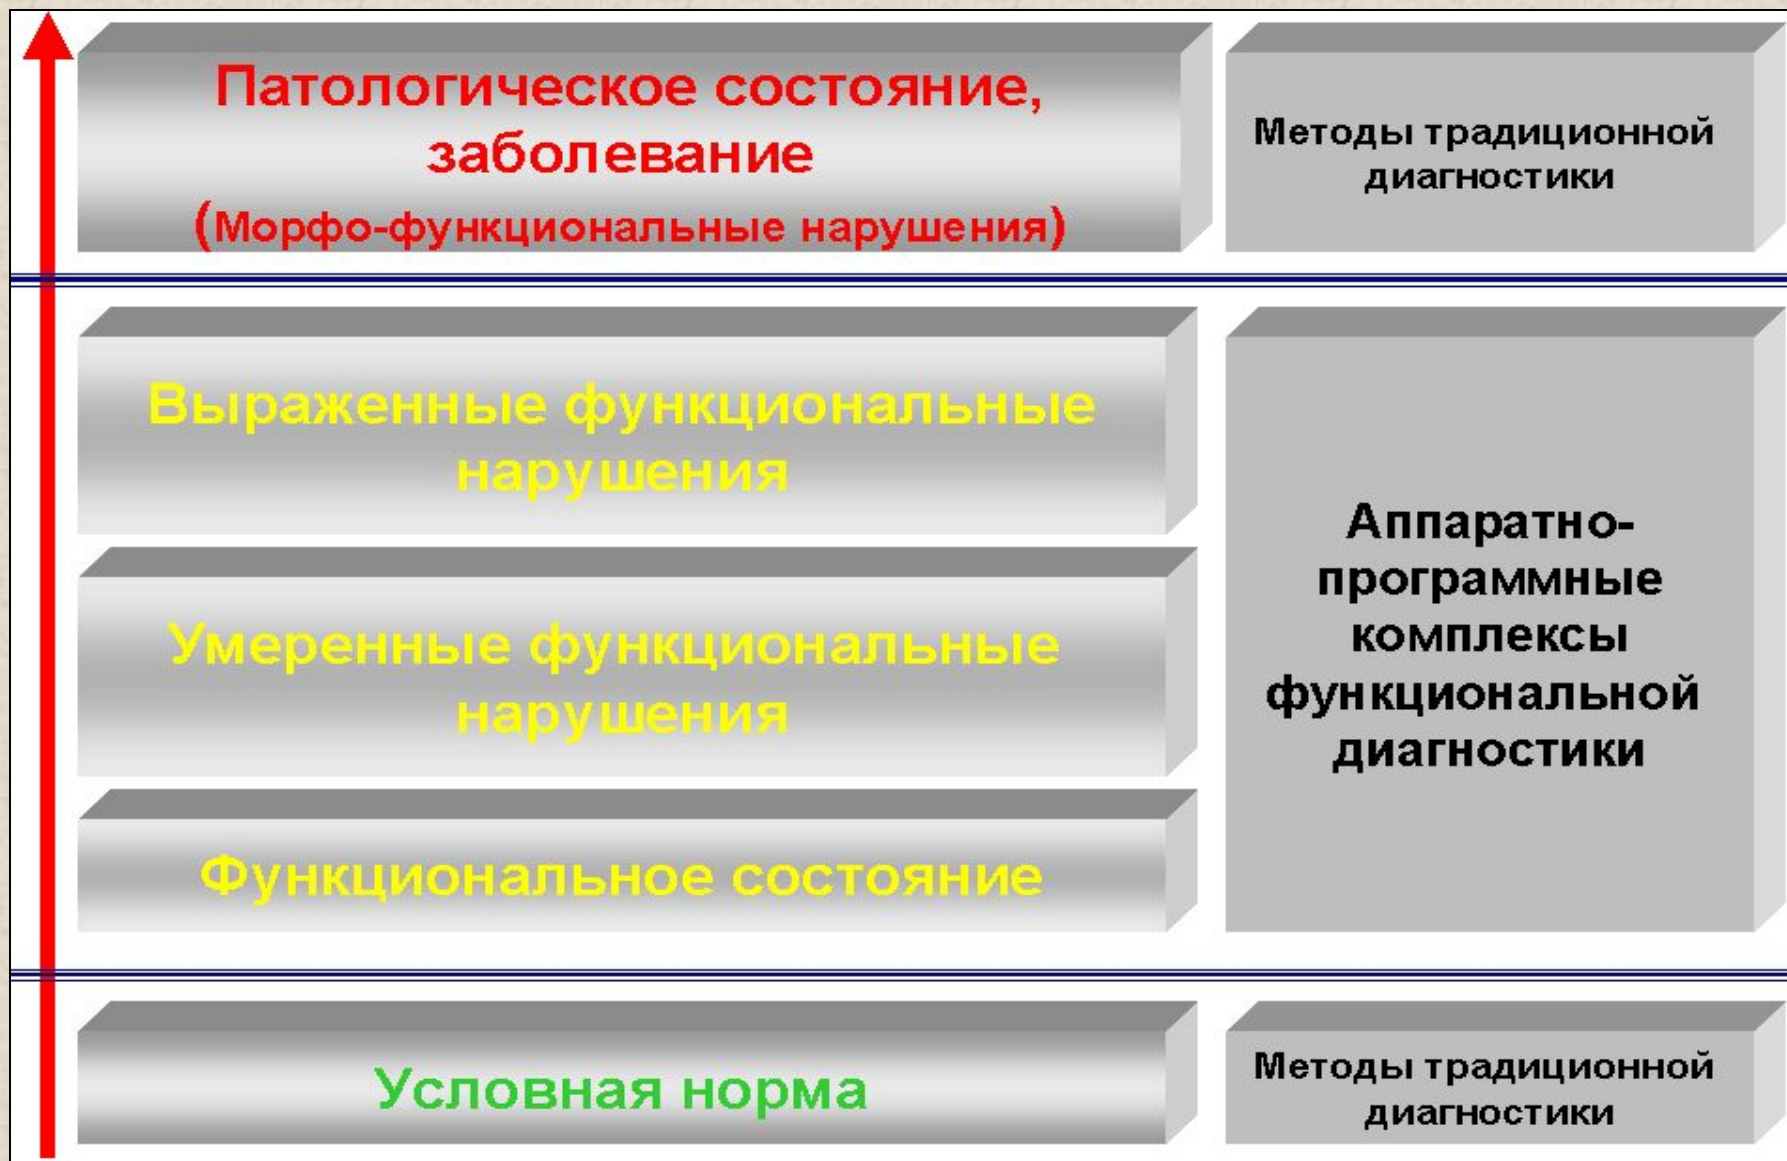 Патологическое состояние,
заболевание
(Морфо-функциональные нарушения)
Методы традиционной
диагностики
Выраженные функциональные
нарушения
Умеренные функциональные
нарушения
Функциональное состояние
Аппаратно-
программные
комплексы
функциональной
диагностики
Условная норма
Методы традиционной
диагностики